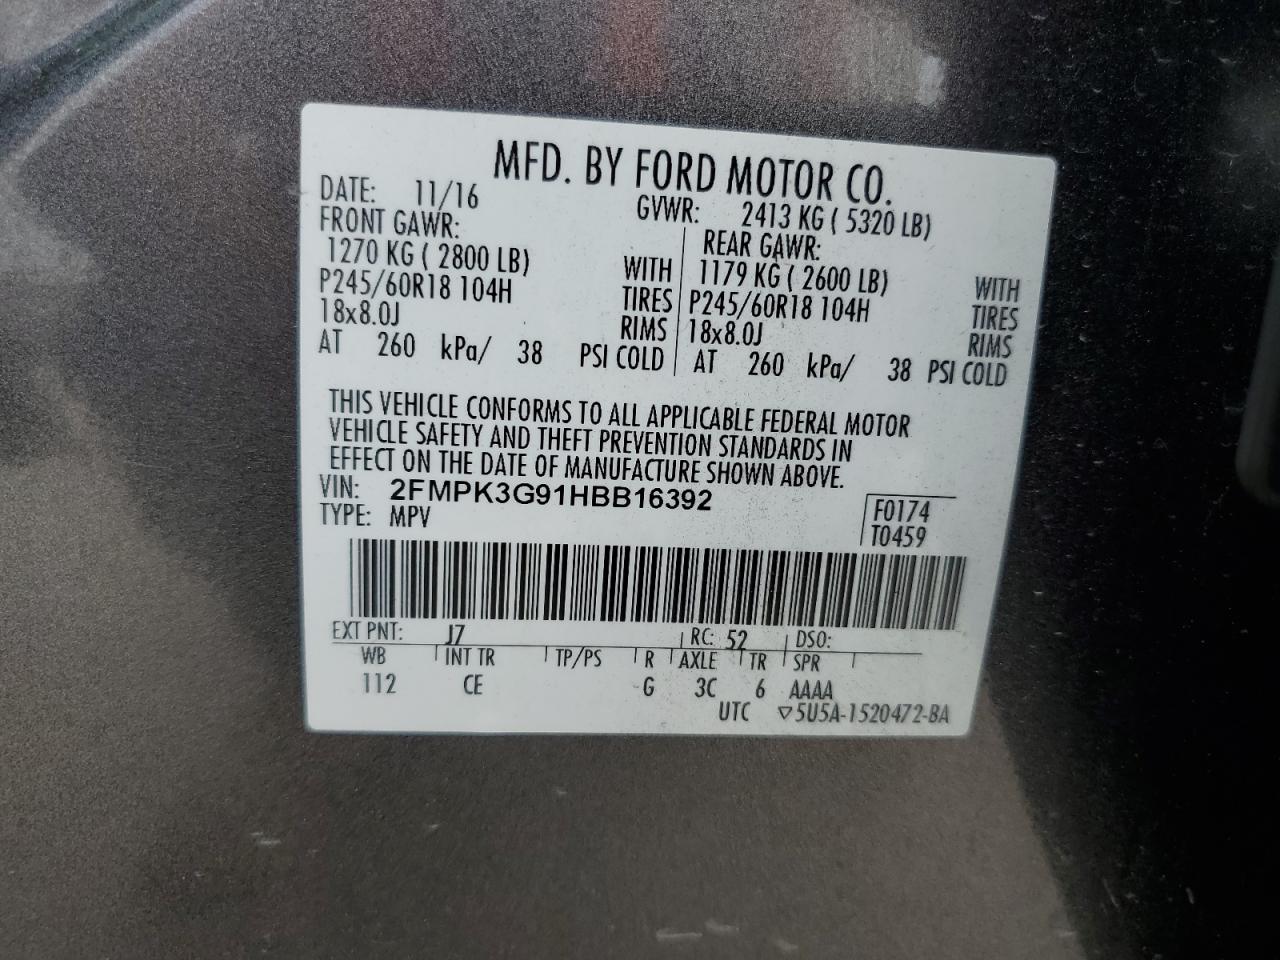 MFD. BY FORD MOTOR CO.
DATE: 11/16 GVWR: 2413 KG ( 5320 LB)
FRONT GAWR: REAR GAWR:
1270 KG ( 2800 LB) WITH 1179 KG ( 2600 LB) WITH
P245/60R18 104H TIRES P245/60R18 104H TIRES
18x8.0J RIMS 18x8.0J RIMS
AT 260 kPa/ 38 PSI COLD AT 260 kPa/ 38 PSI COLD
THIS VEHICLE CONFORMS TO ALL APPLICABLE FEDERAL MOTOR
VEHICLE SAFETY AND THEFT PREVENTION STANDARDS IN
EFFECT ON THE DATE OF MANUFACTURE SHOWN ABOVE.
VIN: 2FMPK3G91HBB16392 F0174
TYPE: MPV T0459
EXT PNT: J7 RC: 52 DSO:
WB INT TR TP/PS R AXLE TR SPR
112 CE G 3C 6 AAAA
UTC ▽5U5A-1520472-BA